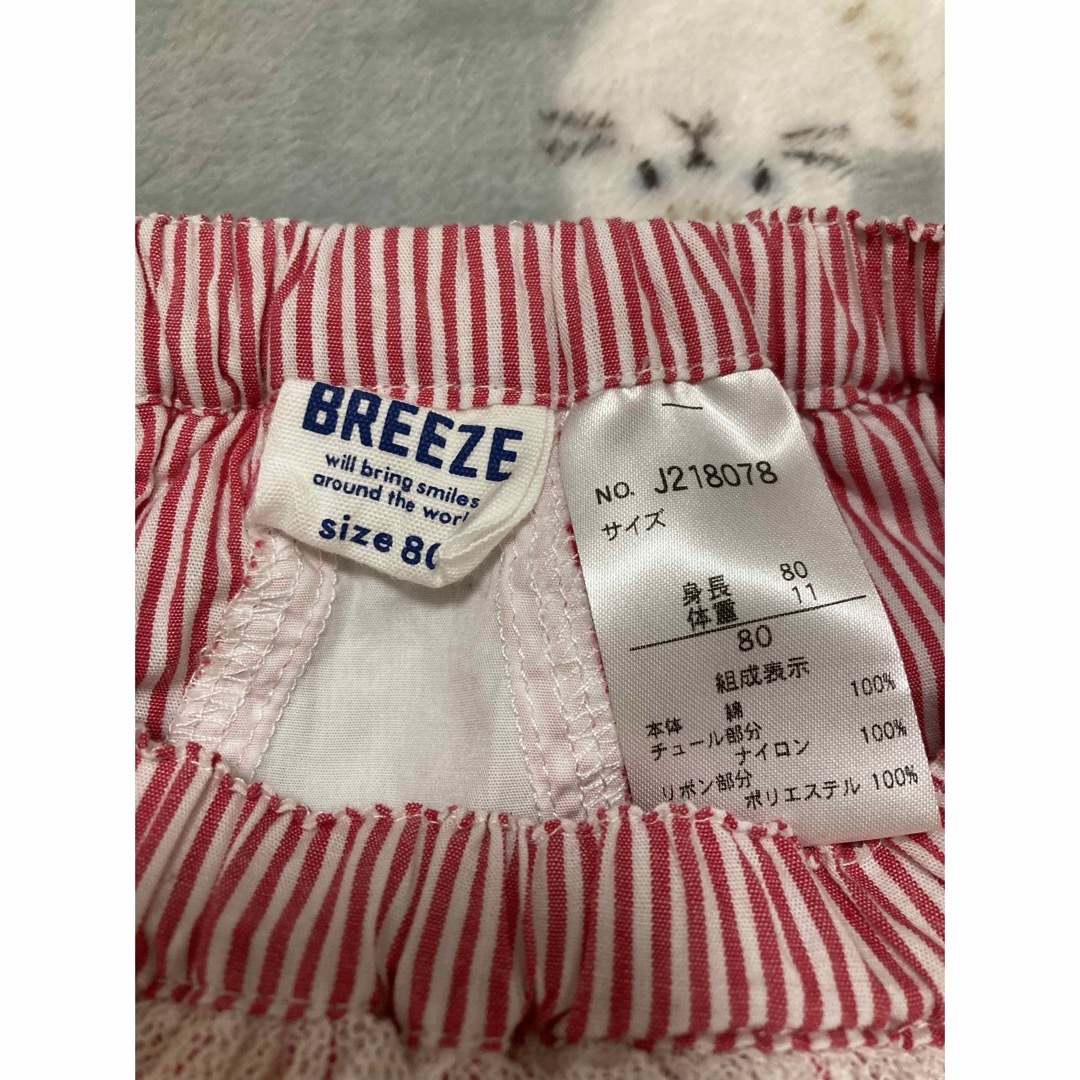 BREEZE
will bring smiles
around the
size
NO. J218078
サイズ
身長 80
体重 11
80
組成表示
本体 綿 100%
チュール部分
ナイロン 100%
リボン部分
ポリエステル 100%